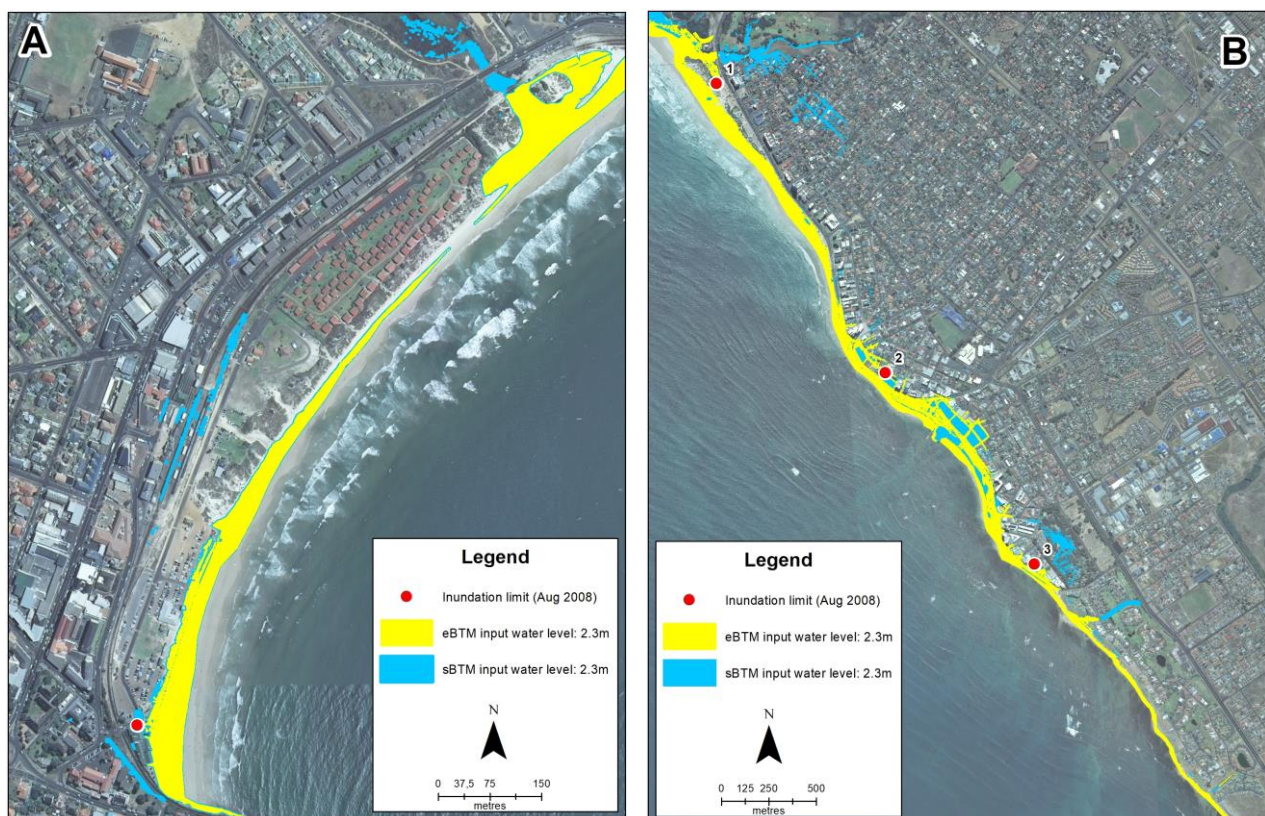 A
Legend
Inundation limit (Aug 2008)
eBTM input water level: 2.3m
sBTM input water level: 2.3m
N
0 37,5 75 150
metres
B
1
2
3
Legend
Inundation limit (Aug 2008)
eBTM input water level: 2.3m
sBTM input water level: 2.3m
N
0 125 250 500
metres